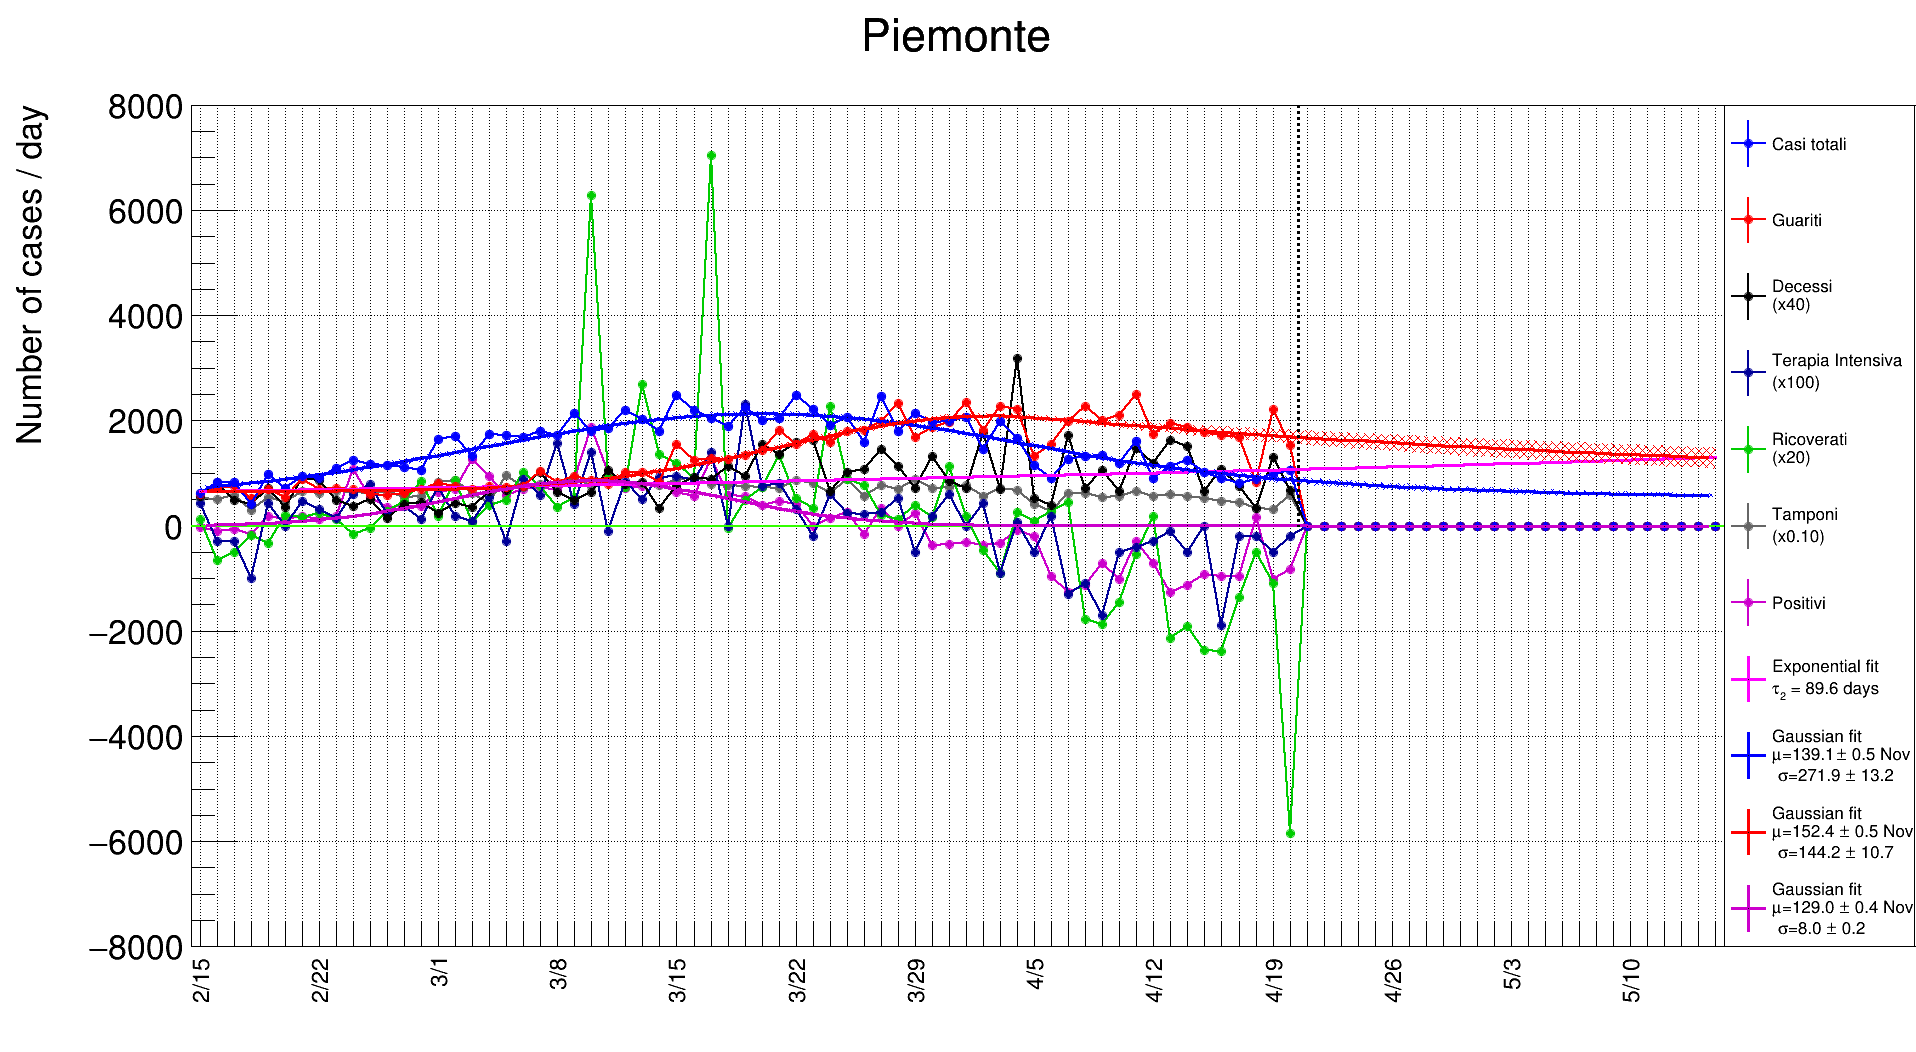 Piemonte
Number of cases / day
8000
6000
4000
2000
0
−2000
−4000
−6000
−8000
2/15
2/22
3/1
3/8
3/15
3/22
3/29
4/5
4/12
4/19
4/26
5/3
5/10
Casi totali
Guariti
Decessi
(x40)
Terapia Intensiva
(x100)
Ricoverati
(x20)
Tamponi
(x0.10)
Positivi
Exponential fit
τ2 = 89.6 days
Gaussian fit
μ=139.1 ± 0.5 Nov
σ=271.9 ± 13.2
Gaussian fit
μ=152.4 ± 0.5 Nov
σ=144.2 ± 10.7
Gaussian fit
μ=129.0 ± 0.4 Nov
σ=8.0 ± 0.2